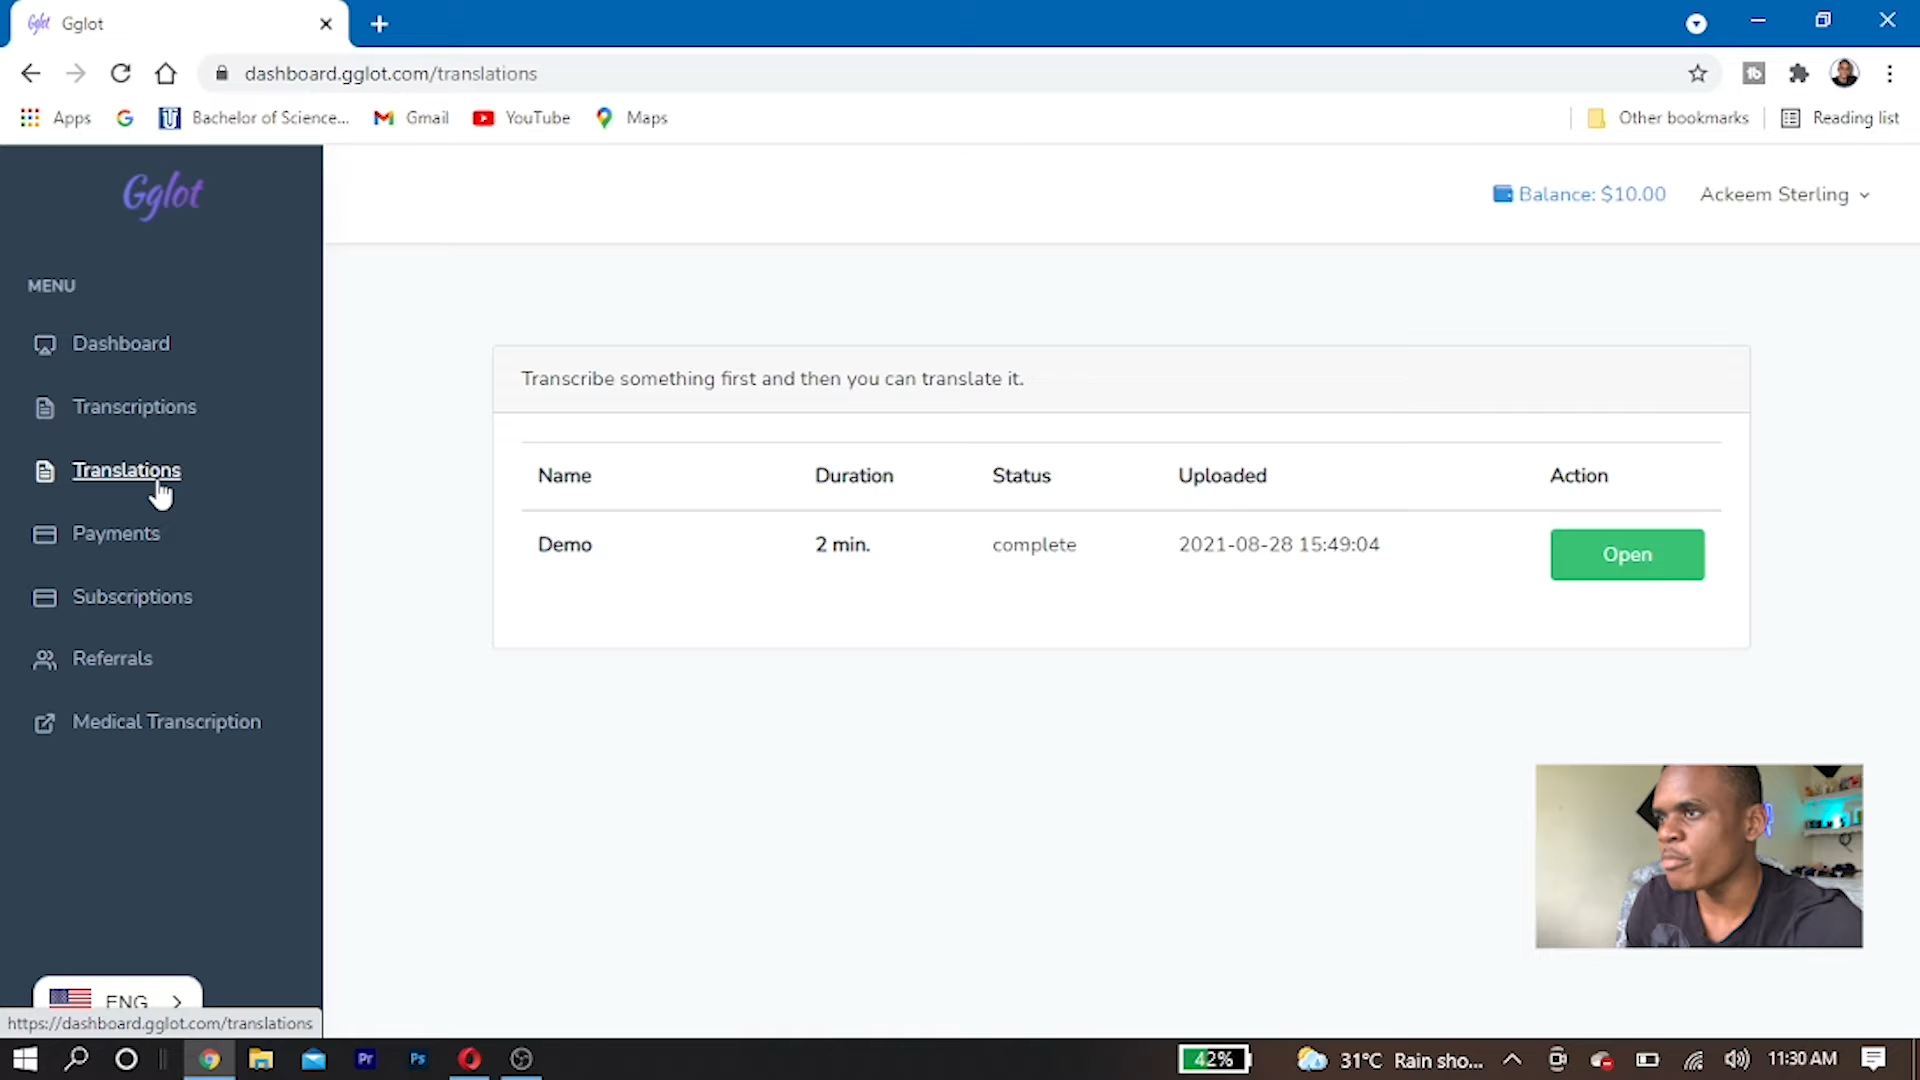 Gglot
dashboard.gglot.com/translations
Apps
Bachelor of Science...
Gmail
YouTube
Maps
Other bookmarks
Reading list
Gglot
Balance: $10.00
Ackeem Sterling
MENU
Dashboard
Transcriptions
Translations
Payments
Subscriptions
Referrals
Medical Transcription
Transcribe something first and then you can translate it.
Name Duration Status Uploaded Action
Demo 2 min. complete 2021-08-28 15:49:04 Open
ENG
https://dashboard.gglot.com/translations
Pr
Ps
42%
31°C Rain sho...
11:30 AM